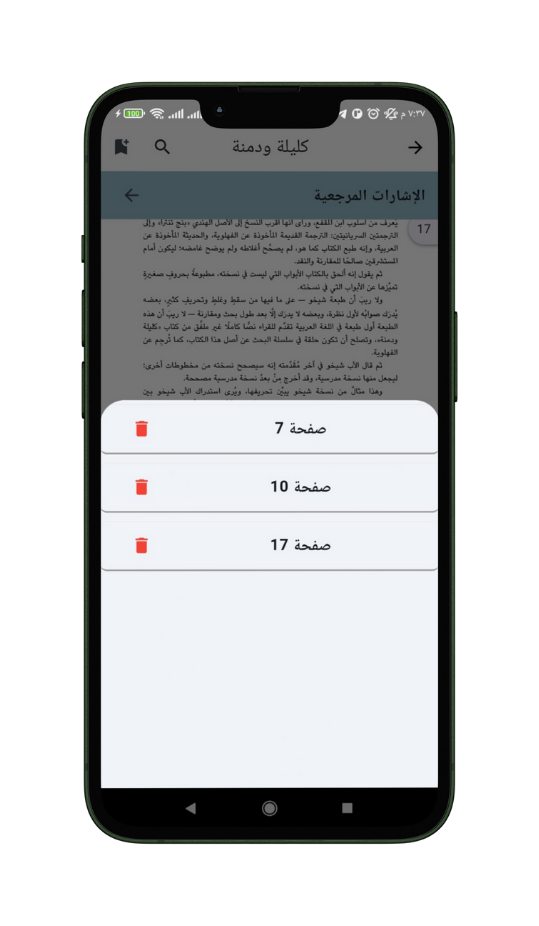 100
٧:٣٧ م
كليلة ودمنة
الإشارات المرجعية
17
يعرف من أسلوب ابن المقفع، ورأى أنها أقرب النسخ إلى الأصل الهندي «بنج تنترا» وإلى
الترجمتين السريانيتين: الترجمة القديمة المأخوذة عن الفهلوية، والحديثة المأخوذة عن
العربية، وإنه طبع الكتاب كما هو، لم يصحِّح أغلاطه ولم يوضح غامضه؛ ليكون أمام
المستشرقين صالحًا للمقارنة والنقد.
ثم يقول إنه ألحق بالكتاب الأبواب التي ليست في نسخته، مطبوعةً بحروفٍ صغيرةٍ
تميِّزها عن الأبواب التي في نسخته.
ولا ريبَ أن طبعة شيخو — على ما فيها من سقطٍ وغلطٍ وتحريفٍ كثيرٍ، بعضه
يُدرَك صوابُه لأول نظرة، وبعضه لا يدرك إلَّا بعد طول بحث ومقارنة — لا ريبَ أن هذه
الطبعة أول طبعة في اللغة العربية تقدِّم للقراء نصًّا كاملًا غير ملفَّق من كتاب «كليلة
ودمنة»، وتصلح أن تكون حلقة في سلسلة البحث عن أصل هذا الكتاب، كما تُرجم عن
الفهلوية.
ثم قال الأب شيخو في آخر مُقدِّمته إنه سيصحح نسخته من مخطوطات أخرى؛
ليجعل منها نسخة مدرسية، وقد أخرج مِنْ بعدُ نسخة مدرسية مصححة.
وهذا مثالٌ من نسخة شيخو يبيِّن تحريفها، ويُري استدراك الأب شيخو بين
صفحة 7
صفحة 10
صفحة 17